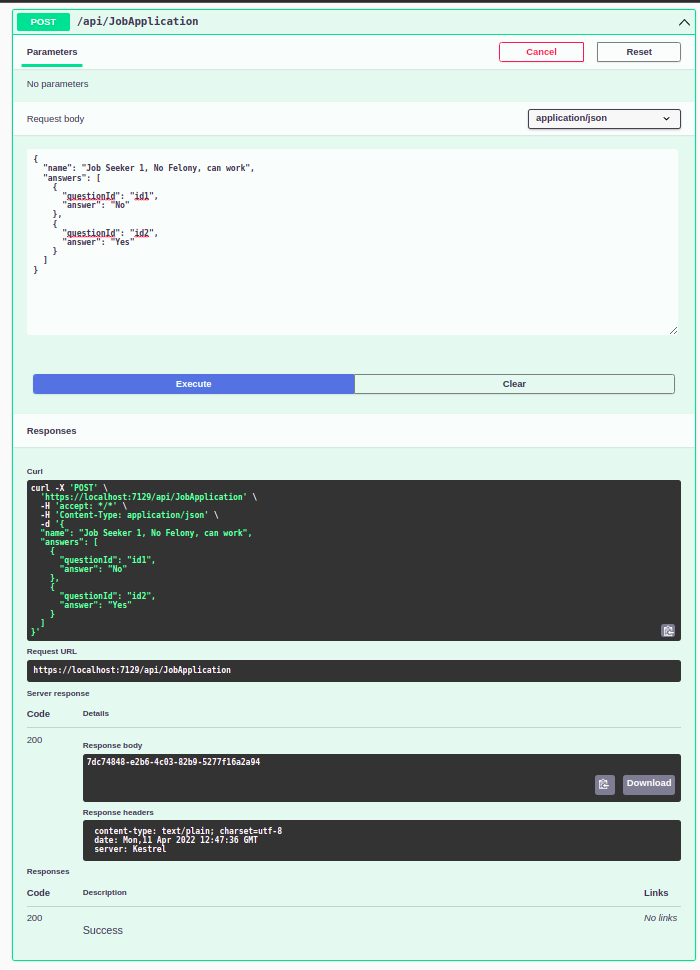 POST /api/JobApplication
Parameters Cancel Reset
No parameters
Request body application/json
{
"name": "Job Seeker 1, No Felony, can work",
"answers": [
{
"questionId": "id1",
"answer": "No"
},
{
"questionId": "id2",
"answer": "Yes"
}
]
}
Execute Clear
Responses
Curl
curl -X 'POST' \
'https://localhost:7129/api/JobApplication' \
-H 'accept: */*' \
-H 'Content-Type: application/json' \
-d '{
"name": "Job Seeker 1, No Felony, can work",
"answers": [
{
"questionId": "id1",
"answer": "No"
},
{
"questionId": "id2",
"answer": "Yes"
}
]
}'
Request URL
https://localhost:7129/api/JobApplication
Server response
Code Details
200
Response body
7dc74848-e2b6-4c03-82b9-5277f16a2a94
Download
Response headers
content-type: text/plain; charset=utf-8
date: Mon,11 Apr 2022 12:47:36 GMT
server: Kestrel
Responses
Code Description Links
200 No links
Success